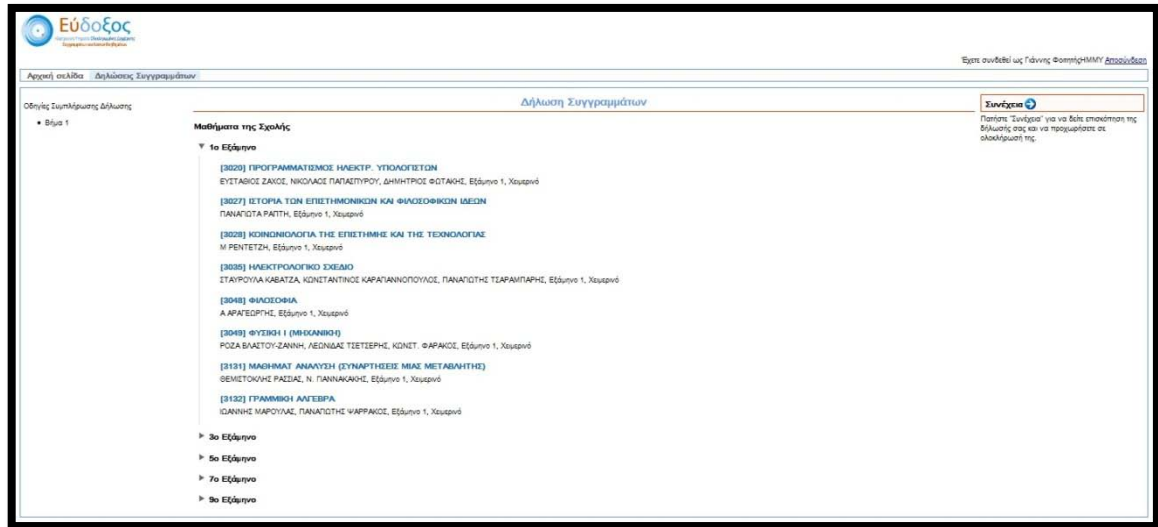 Εύδοξος
Έχετε συνδεθεί ως Γιάννης ΦοιτητήςΗΜΜΥ Αποσύνδεση
Αρχική σελίδα Δηλώσεις Συγγραμμάτων
Οδηγίες Συμπλήρωσης Δήλωσης
• Βήμα 1
Δήλωση Συγγραμμάτων
Μαθήματα της Σχολής
1ο Εξάμηνο
[3020] ΠΡΟΓΡΑΜΜΑΤΙΣΜΟΣ ΗΛΕΚΤΡ. ΥΠΟΛΟΓΙΣΤΩΝ
ΕΥΣΤΑΘΙΟΣ ΖΑΧΟΣ, ΝΙΚΟΛΑΟΣ ΠΑΠΑΣΠΥΡΟΥ, ΔΗΜΗΤΡΙΟΣ ΦΩΤΑΚΗΣ, Εξάμηνο 1, Χειμερινό
[3027] ΙΣΤΟΡΙΑ ΤΩΝ ΕΠΙΣΤΗΜΟΝΙΚΩΝ ΚΑΙ ΦΙΛΟΣΟΦΙΚΩΝ ΙΔΕΩΝ
ΠΑΝΑΓΙΩΤΑ ΡΑΠΤΗ, Εξάμηνο 1, Χειμερινό
[3028] ΚΟΙΝΩΝΙΟΛΟΓΙΑ ΤΗΣ ΕΠΙΣΤΗΜΗΣ ΚΑΙ ΤΗΣ ΤΕΧΝΟΛΟΓΙΑΣ
Μ ΡΕΝΤΕΤΖΗ, Εξάμηνο 1, Χειμερινό
[3035] ΗΛΕΚΤΡΟΛΟΓΙΚΟ ΣΧΕΔΙΟ
ΣΤΑΥΡΟΥΛΑ ΚΑΒΑΤΖΑ, ΚΩΝΣΤΑΝΤΙΝΟΣ ΚΑΡΑΓΙΑΝΝΟΠΟΥΛΟΣ, ΠΑΝΑΓΙΩΤΗΣ ΤΣΑΡΑΜΠΑΡΗΣ, Εξάμηνο 1, Χειμερινό
[3048] ΦΙΛΟΣΟΦΙΑ
Α ΑΡΑΓΕΩΡΓΗΣ, Εξάμηνο 1, Χειμερινό
[3049] ΦΥΣΙΚΗ Ι (ΜΗΧΑΝΙΚΗ)
ΡΟΖΑ ΒΛΑΣΤΟΥ-ΖΑΝΝΗ, ΛΕΩΝΙΔΑΣ ΤΣΕΤΣΕΡΗΣ, ΚΩΝΣΤ. ΦΑΡΑΚΟΣ, Εξάμηνο 1, Χειμερινό
[3131] ΜΑΘΗΜΑΤ ΑΝΑΛΥΣΗ (ΣΥΝΑΡΤΗΣΕΙΣ ΜΙΑΣ ΜΕΤΑΒΛΗΤΗΣ)
ΘΕΜΙΣΤΟΚΛΗΣ ΡΑΣΣΙΑΣ, Ν. ΓΙΑΝΝΑΚΑΚΗΣ, Εξάμηνο 1, Χειμερινό
[3132] ΓΡΑΜΜΙΚΗ ΑΛΓΕΒΡΑ
ΙΩΑΝΝΗΣ ΜΑΡΟΥΛΑΣ, ΠΑΝΑΓΙΩΤΗΣ ΨΑΡΡΑΚΟΣ, Εξάμηνο 1, Χειμερινό
3ο Εξάμηνο
5ο Εξάμηνο
7ο Εξάμηνο
9ο Εξάμηνο
Συνέχεια
Πατήστε "Συνέχεια" για να δείτε επισκόπηση της
δήλωσής σας και να προχωρήσετε σε
ολοκλήρωσή της.